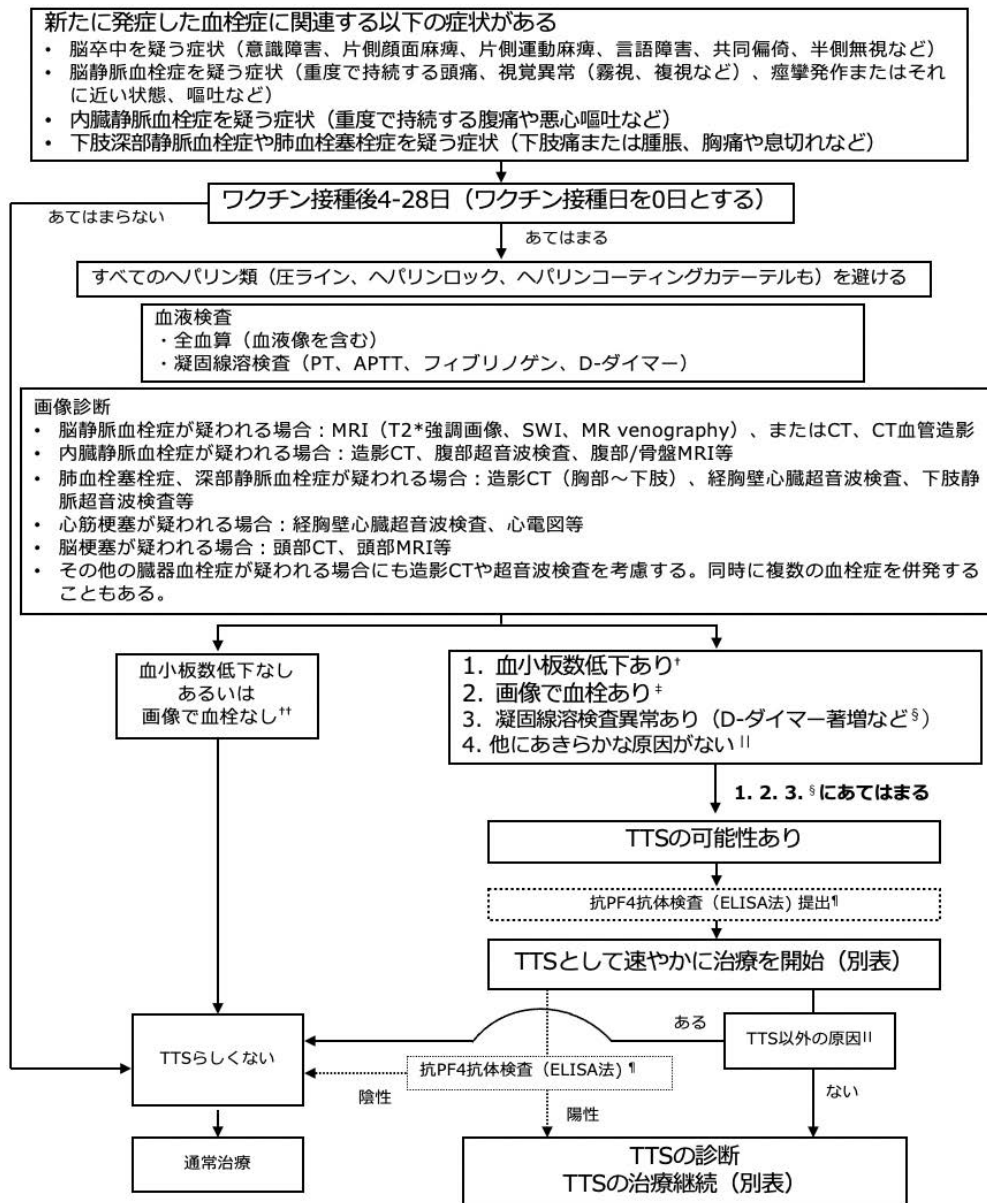 新たに発症した血栓症に関連する以下の症状がある
• 脳卒中を疑う症状（意識障害、片側顔面麻痺、片側運動麻痺、言語障害、共同偏倚、半側無視など）
• 脳静脈血栓症を疑う症状（重度で持続する頭痛、視覚異常（霧視、複視など）、痙攣発作またはそれ
に近い状態、嘔吐など）
• 内臓静脈血栓症を疑う症状（重度で持続する腹痛や悪心嘔吐など）
• 下肢深部静脈血栓症や肺血栓塞栓症を疑う症状（下肢痛または腫脹、胸痛や息切れなど）
ワクチン接種後4-28日（ワクチン接種日を0日とする）
あてはまらない
あてはまる
すべてのヘパリン類（圧ライン、ヘパリンロック、ヘパリンコーティングカテーテルも）を避ける
血液検査
・全血算（血液像を含む）
・凝固線溶検査（PT、APTT、フィブリノゲン、D-ダイマー）
画像診断
• 脳静脈血栓症が疑われる場合：MRI（T2*強調画像、SWI、MR venography）、またはCT、CT血管造影
• 内臓静脈血栓症が疑われる場合：造影CT、腹部超音波検査、腹部/骨盤MRI等
• 肺血栓塞栓症、深部静脈血栓症が疑われる場合：造影CT（胸部〜下肢）、経胸壁心臓超音波検査、下肢静
脈超音波検査等
• 心筋梗塞が疑われる場合：経胸壁心臓超音波検査、心電図等
• 脳梗塞が疑われる場合：頭部CT、頭部MRI等
• その他の臓器血栓症が疑われる場合にも造影CTや超音波検査を考慮する。同時に複数の血栓症を併発する
こともある。
血小板数低下なし
あるいは
画像で血栓なし††
1. 血小板数低下あり†
2. 画像で血栓あり‡
3. 凝固線溶検査異常あり（D-ダイマー著増など§）
4. 他にあきらかな原因がない||
1. 2. 3. §にあてはまる
TTSの可能性あり
抗PF4抗体検査（ELISA法) 提出¶
TTSとして速やかに治療を開始（別表）
ある
TTS以外の原因||
TTSらしくない
抗PF4抗体検査（ELISA法) ¶
陰性
陽性
ない
通常治療
TTSの診断
TTSの治療継続（別表）